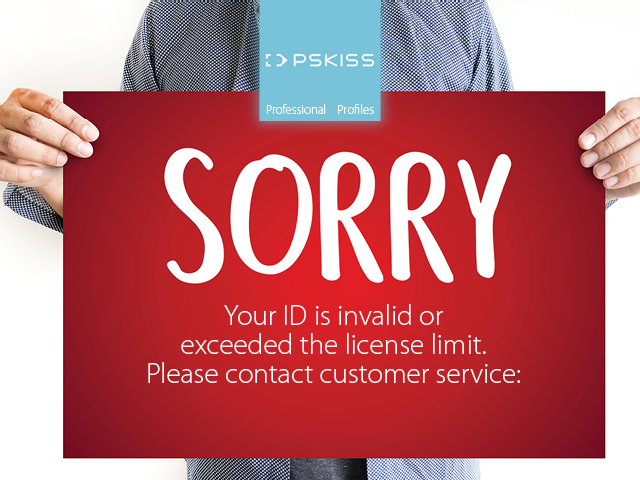 PSKISS
Professional Profiles
SORRY
Your ID is invalid or
exceeded the license limit.
Please contact customer service: